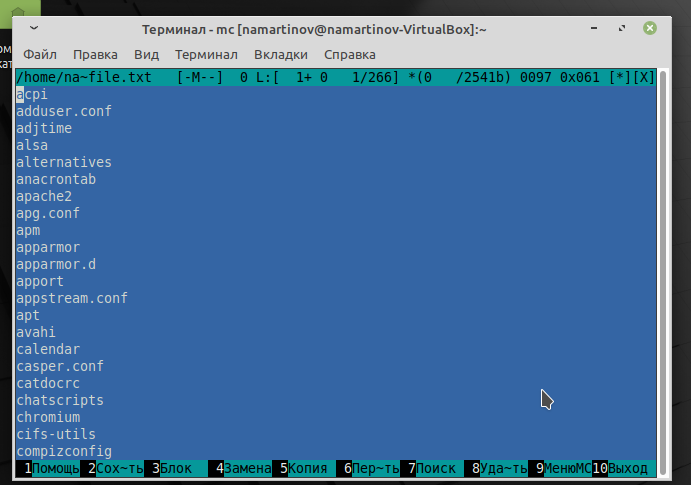 Терминал - mc [namartinov@namartinov-VirtualBox]:~
Файл Правка Вид Терминал Вкладки Справка
/home/na~file.txt [-M--] 0 L:[ 1+ 0 1/266] *(0 /2541b) 0097 0x061 [*][X]
acpi
adduser.conf
adjtime
alsa
alternatives
anacrontab
apache2
apg.conf
apm
apparmor
apparmor.d
apport
appstream.conf
apt
avahi
calendar
casper.conf
catdocrc
chatscripts
chromium
cifs-utils
compizconfig
1Помощь 2Сох~ть 3Блок 4Замена 5Копия 6Пер~ть 7Поиск 8Уда~ть 9МенюMC 10Выход